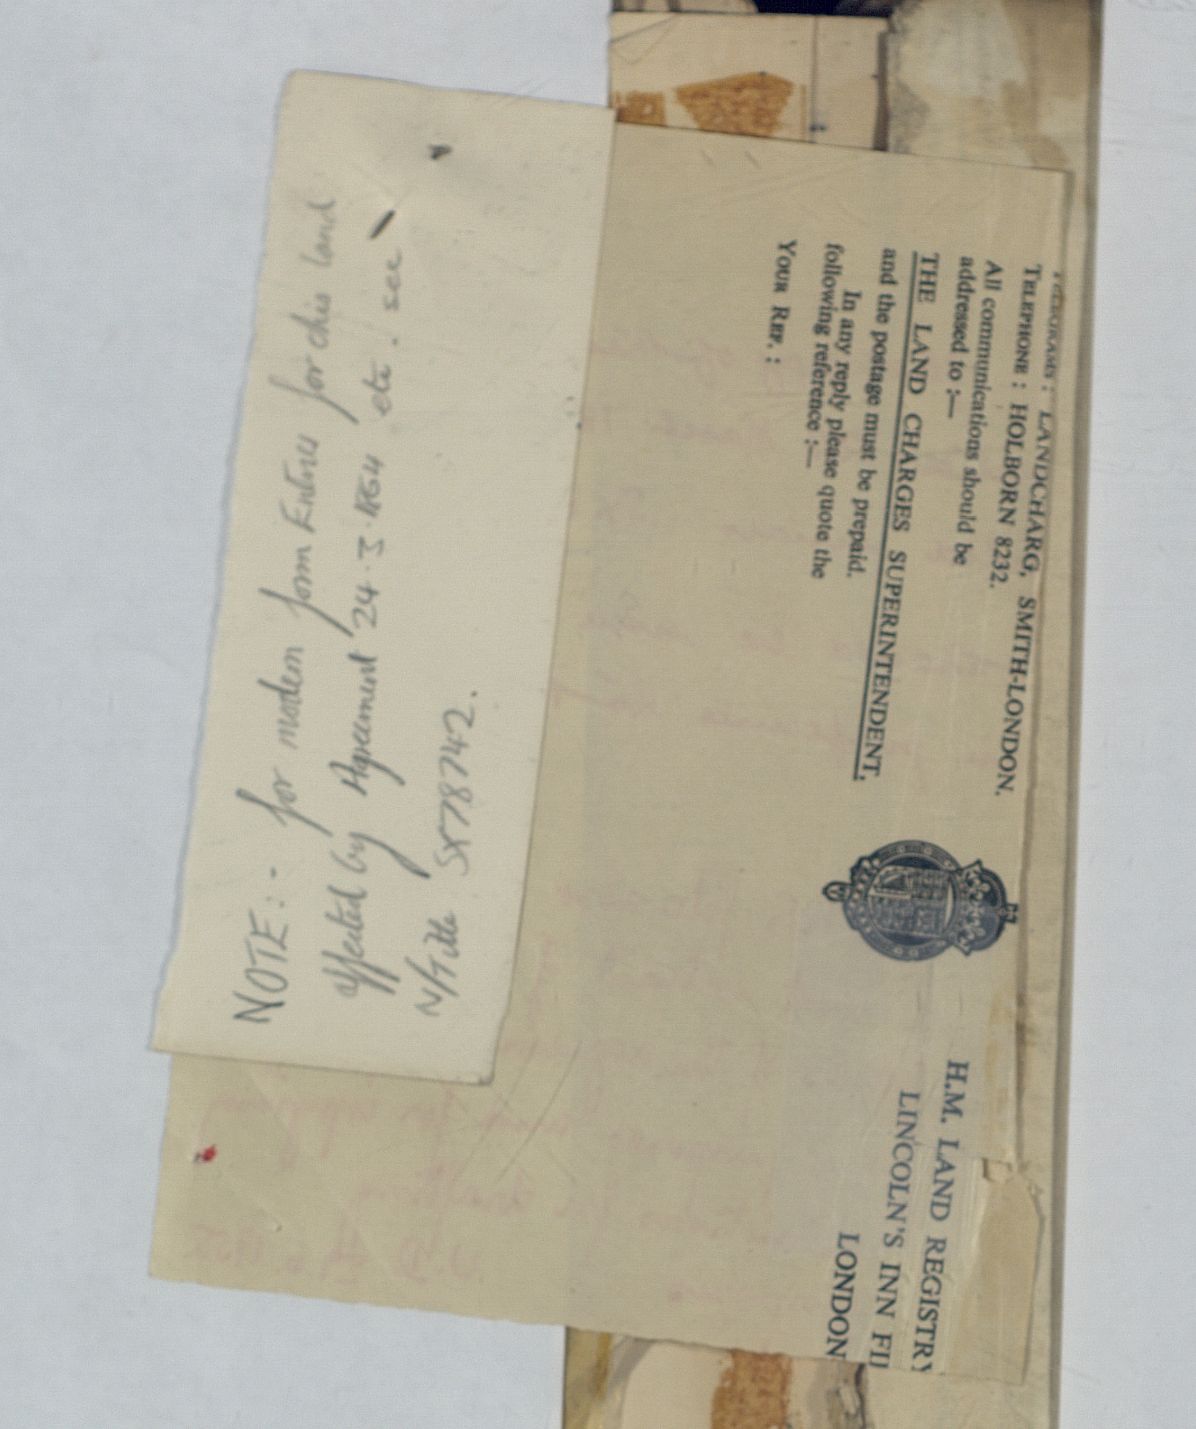 NOTE:- for modern form Entries for this land
affected by Agreement 24.3.1864 etc. see
N/Title SX78742.
TELEGRAMS: LANDCHARG, SMITH-LONDON.
TELEPHONE: HOLBORN 8232.
All communications should be
addressed to :—
THE LAND CHARGES SUPERINTENDENT,
and the postage must be prepaid.
In any reply please quote the
following reference :—
YOUR REF. :
H.M. LAND REGISTRY
LINCOLN'S INN FI
LONDON